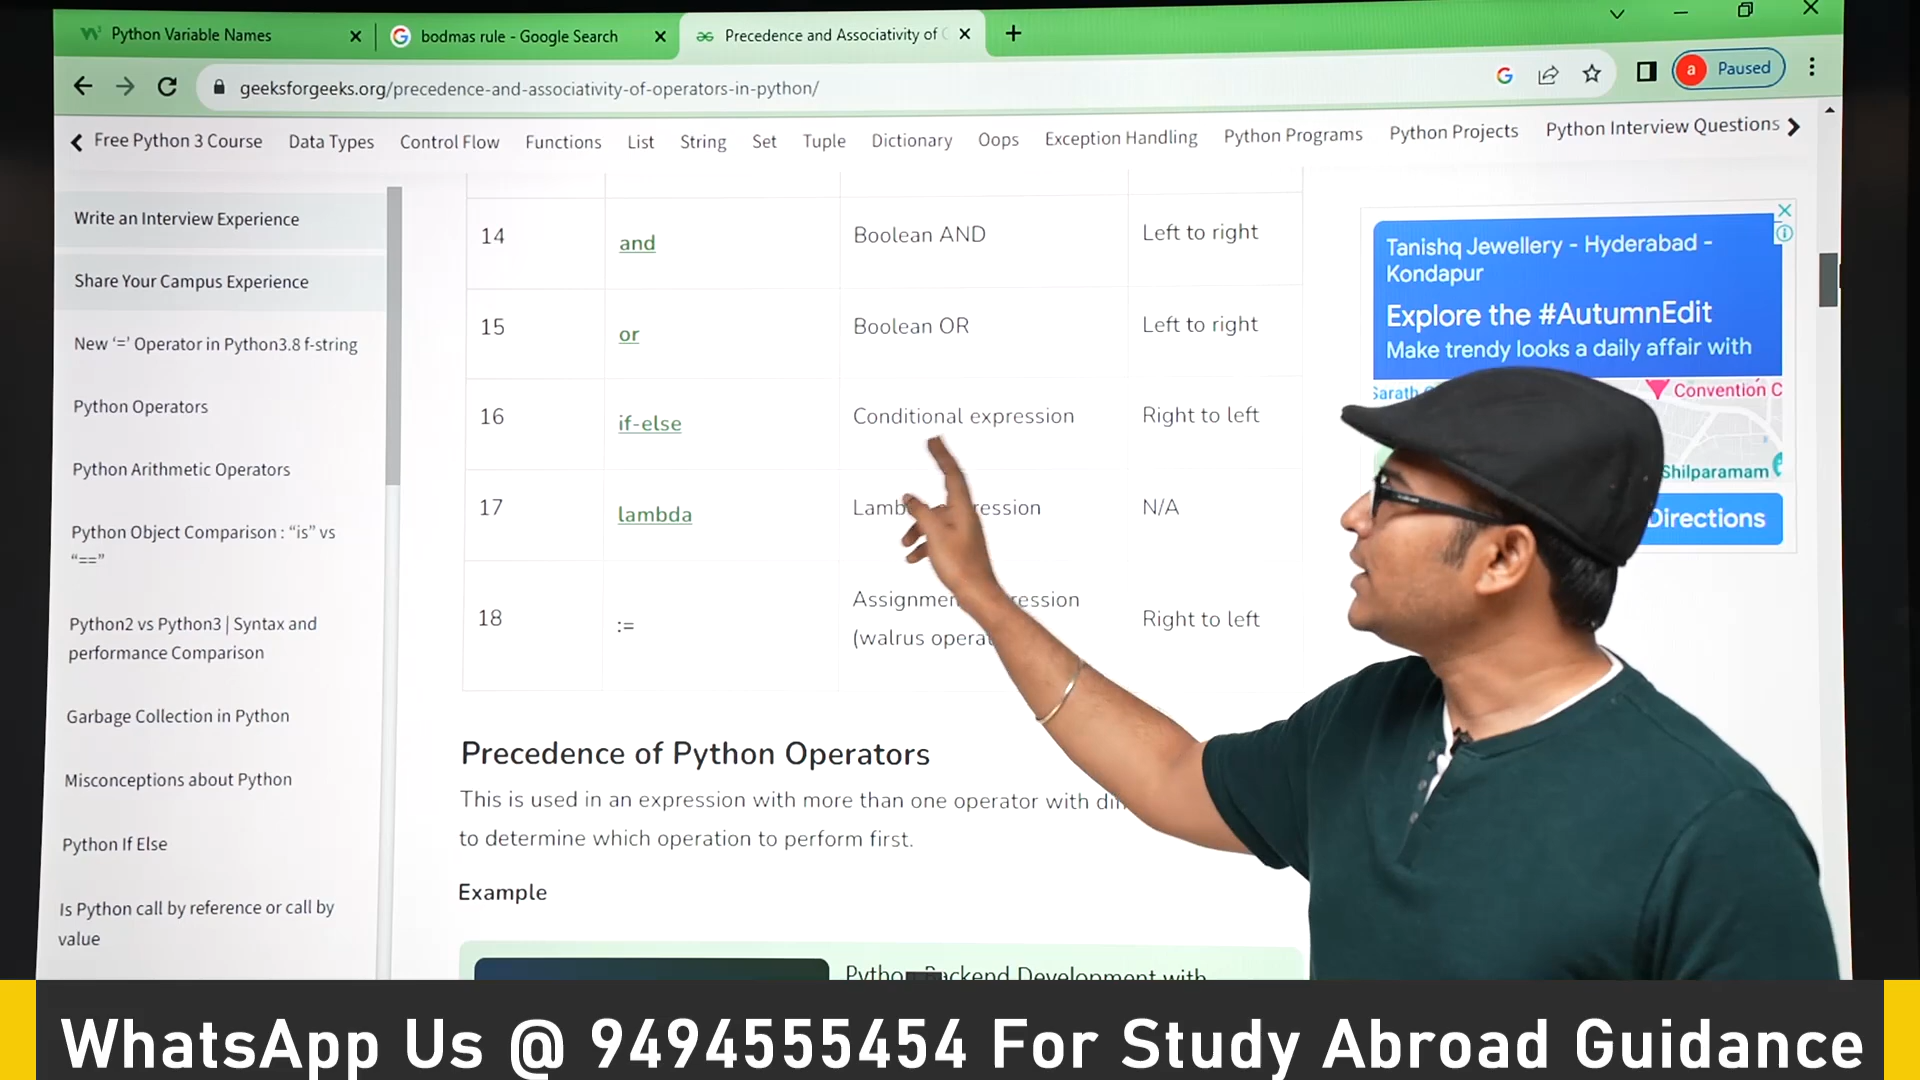 Python Variable Names
bodmas rule - Google Search
Precedence and Associativity of
geeksforgeeks.org/precedence-and-associativity-of-operators-in-python/
a Paused
Free Python 3 Course Data Types Control Flow Functions List String Set Tuple Dictionary Oops Exception Handling Python Programs Python Projects Python Interview Questions
Write an Interview Experience
Share Your Campus Experience
New ‘=’ Operator in Python3.8 f-string
Python Operators
Python Arithmetic Operators
Python Object Comparison : “is” vs
“==”
Python2 vs Python3 | Syntax and
performance Comparison
Garbage Collection in Python
Misconceptions about Python
Python If Else
Is Python call by reference or call by
value
14 and Boolean AND Left to right
15 or Boolean OR Left to right
16 if-else Conditional expression Right to left
17 lambda N/A
18 := Right to left
(walrus
Precedence of Python Operators
This is used in an expression with more than one operator with
to determine which operation to perform first.
Example
Python Backend Development with
Tanishq Jewellery - Hyderabad -
Kondapur
Explore the #AutumnEdit
Make trendy looks a daily affair with
Sarath
Convention C
Shilparamam
Directions
WhatsApp Us @ 9494555454 For Study Abroad Guidance